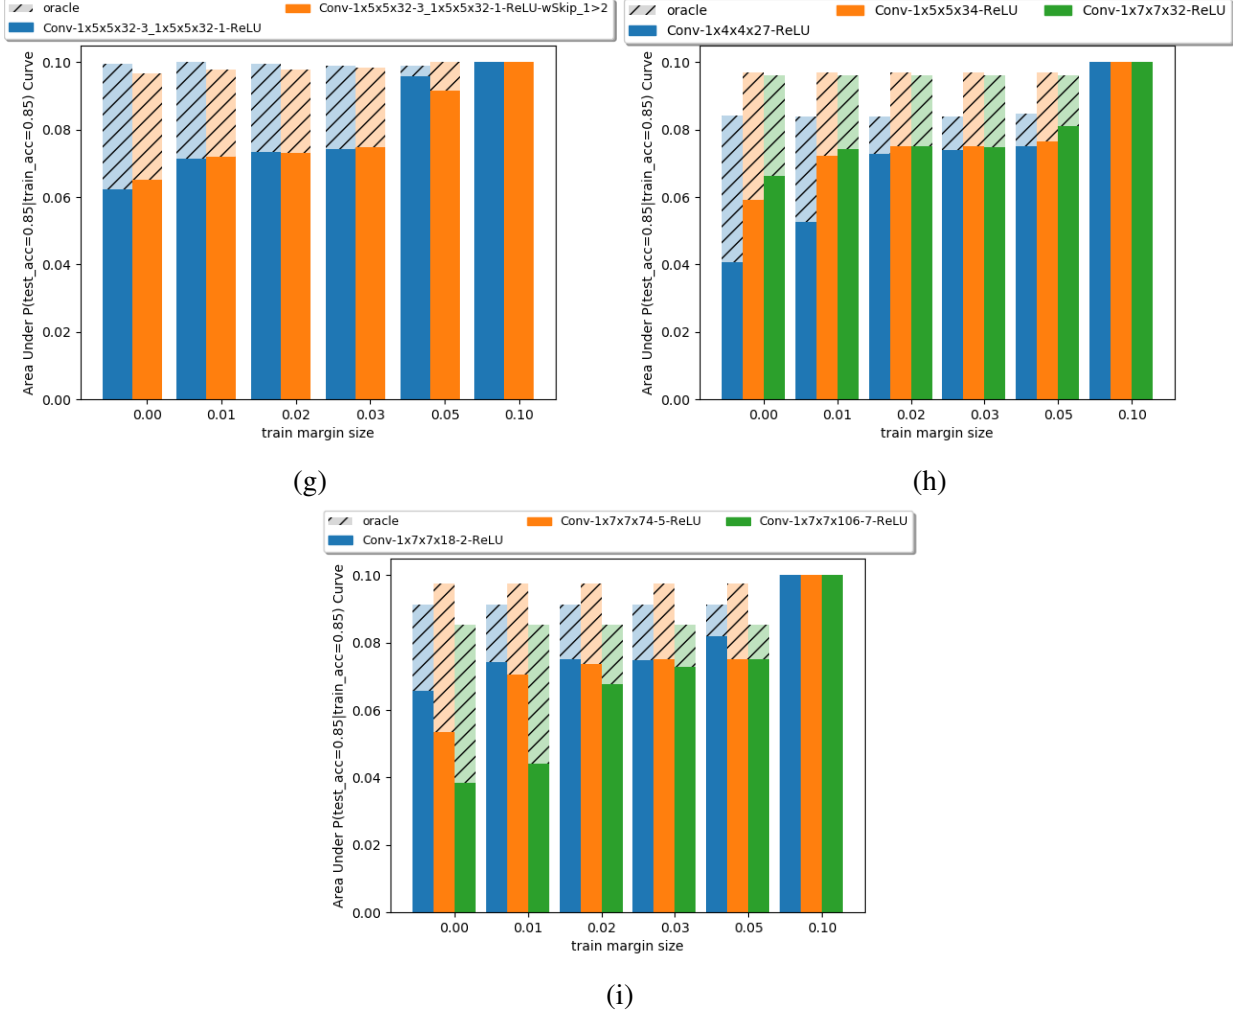 oracle Conv-1x5x5x32-3_1x5x5x32-1-ReLU-wSkip_1>2
Conv-1x5x5x32-3_1x5x5x32-1-ReLU
Area Under P(test_acc=0.85|train_acc=0.85) Curve
0.10
0.08
0.06
0.04
0.02
0.00
0.00 0.01 0.02 0.03 0.05 0.10
train margin size
(g)
oracle Conv-1x5x5x34-ReLU Conv-1x7x7x32-ReLU
Conv-1x4x4x27-ReLU
Area Under P(test_acc=0.85|train_acc=0.85) Curve
0.10
0.08
0.06
0.04
0.02
0.00
0.00 0.01 0.02 0.03 0.05 0.10
train margin size
(h)
oracle Conv-1x7x7x74-5-ReLU Conv-1x7x7x106-7-ReLU
Conv-1x7x7x18-2-ReLU
Area Under P(test_acc=0.85|train_acc=0.85) Curve
0.10
0.08
0.06
0.04
0.02
0.00
0.00 0.01 0.02 0.03 0.05 0.10
train margin size
(i)